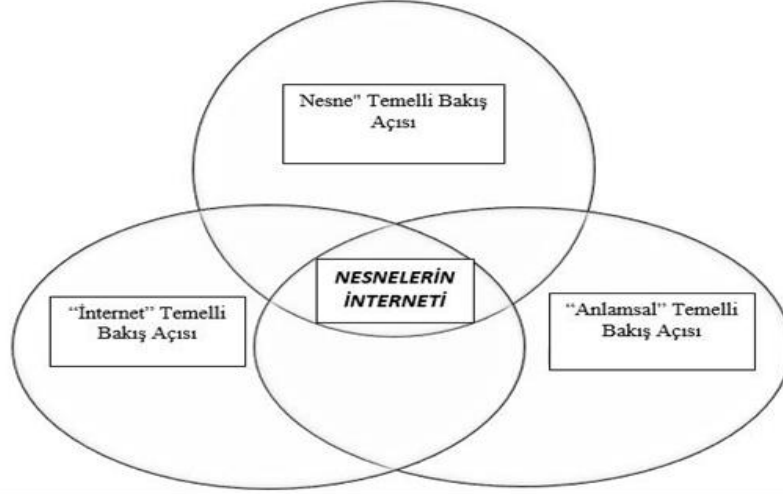 Nesne" Temelli Bakış
Açısı
NESNELERİN
İNTERNETİ
“İnternet” Temelli
Bakış Açısı
“Anlamsal” Temelli
Bakış Açısı